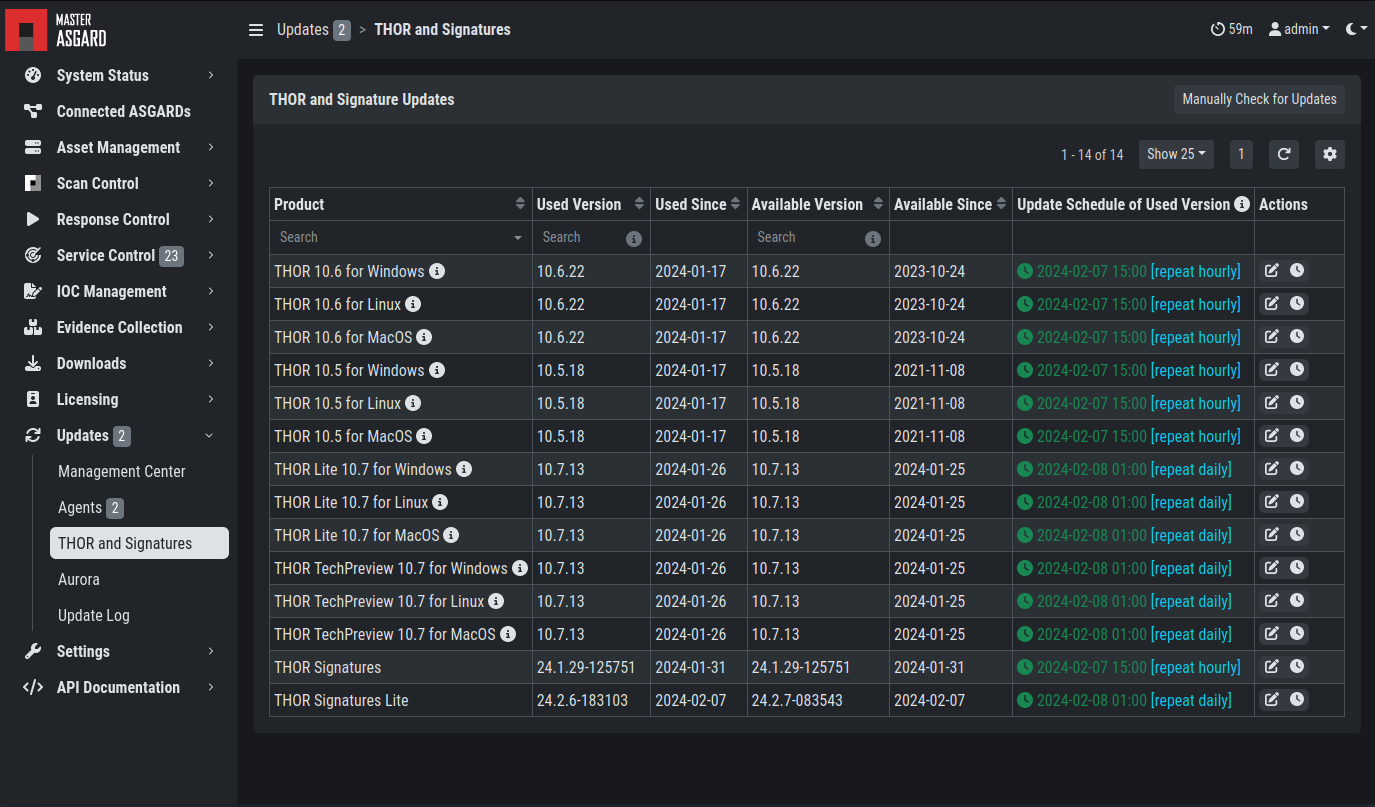 MASTER
ASGARD
System Status
Connected ASGARDs
Asset Management
Scan Control
Response Control
Service Control 23
IOC Management
Evidence Collection
Downloads
Licensing
Updates 2
Management Center
Agents 2
THOR and Signatures
Aurora
Update Log
Settings
API Documentation
Updates 2 > THOR and Signatures
59m admin
THOR and Signature Updates Manually Check for Updates
1 - 14 of 14 Show 25 1
Product Used Version Used Since Available Version Available Since Update Schedule of Used Version Actions
Search Search Search
THOR 10.6 for Windows 10.6.22 2024-01-17 10.6.22 2023-10-24 2024-02-07 15:00 [repeat hourly]
THOR 10.6 for Linux 10.6.22 2024-01-17 10.6.22 2023-10-24 2024-02-07 15:00 [repeat hourly]
THOR 10.6 for MacOS 10.6.22 2024-01-17 10.6.22 2023-10-24 2024-02-07 15:00 [repeat hourly]
THOR 10.5 for Windows 10.5.18 2024-01-17 10.5.18 2021-11-08 2024-02-07 15:00 [repeat hourly]
THOR 10.5 for Linux 10.5.18 2024-01-17 10.5.18 2021-11-08 2024-02-07 15:00 [repeat hourly]
THOR 10.5 for MacOS 10.5.18 2024-01-17 10.5.18 2021-11-08 2024-02-07 15:00 [repeat hourly]
THOR Lite 10.7 for Windows 10.7.13 2024-01-26 10.7.13 2024-01-25 2024-02-08 01:00 [repeat daily]
THOR Lite 10.7 for Linux 10.7.13 2024-01-26 10.7.13 2024-01-25 2024-02-08 01:00 [repeat daily]
THOR Lite 10.7 for MacOS 10.7.13 2024-01-26 10.7.13 2024-01-25 2024-02-08 01:00 [repeat daily]
THOR TechPreview 10.7 for Windows 10.7.13 2024-01-26 10.7.13 2024-01-25 2024-02-08 01:00 [repeat daily]
THOR TechPreview 10.7 for Linux 10.7.13 2024-01-26 10.7.13 2024-01-25 2024-02-08 01:00 [repeat daily]
THOR TechPreview 10.7 for MacOS 10.7.13 2024-01-26 10.7.13 2024-01-25 2024-02-08 01:00 [repeat daily]
THOR Signatures 24.1.29-125751 2024-01-31 24.1.29-125751 2024-01-31 2024-02-07 15:00 [repeat hourly]
THOR Signatures Lite 24.2.6-183103 2024-02-07 24.2.7-083543 2024-02-07 2024-02-08 01:00 [repeat daily]